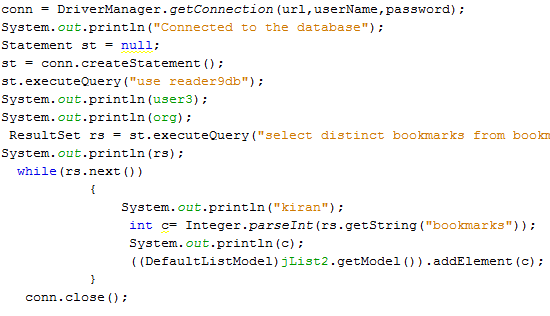 conn = DriverManager.getConnection(url,userName,password);
System.out.println("Connected to the database");
Statement st = null;
st = conn.createStatement();
st.executeQuery("use reader9db");
System.out.println(user3);
System.out.println(org);
ResultSet rs = st.executeQuery("select distinct bookmarks from bookm
System.out.println(rs);
while(rs.next())
{
System.out.println("kiran");
int c= Integer.parseInt(rs.getString("bookmarks"));
System.out.println(c);
((DefaultListModel)jList2.getModel()).addElement(c);
}
conn.close();